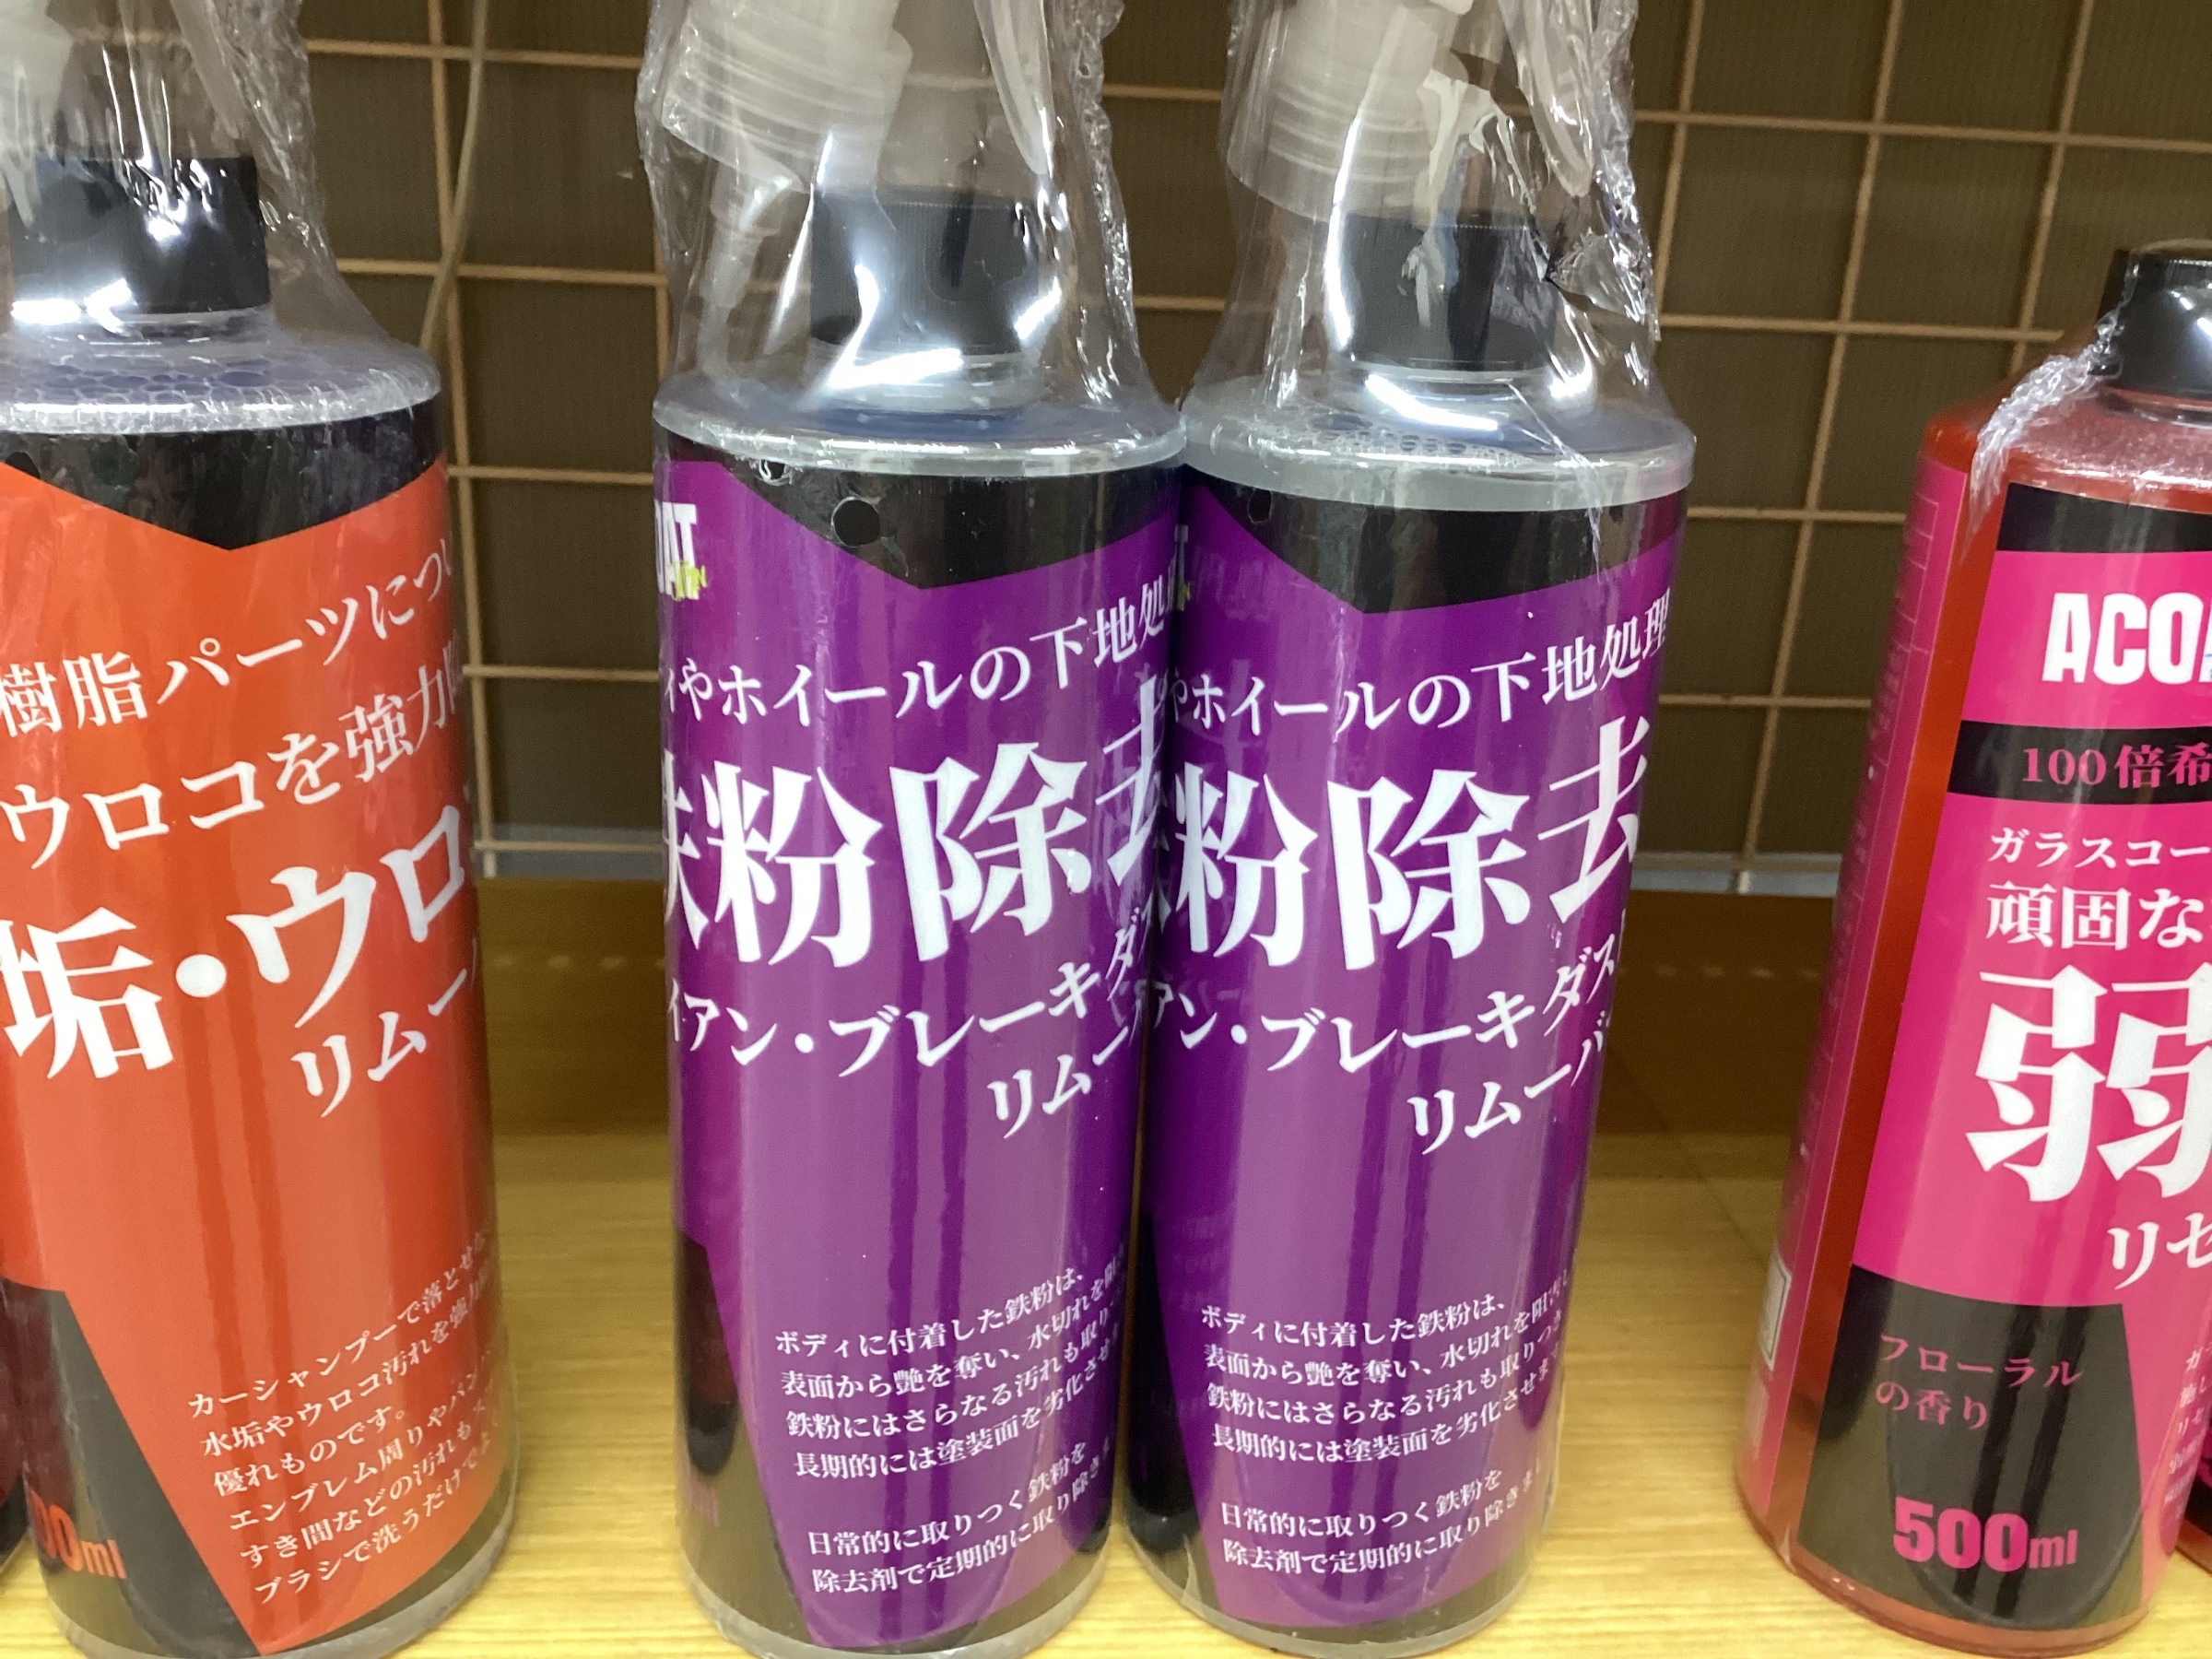 樹脂パーツにつ
ウロコを強力
垢・ウロ
リムー
カーシャンプーで落とせ
水垢やウロコ汚れを強力
優れものです。
エンブレム周りやバン
すき間などの汚れも
ブラシで洗うだけで
00ml
OAT
やホイールの下地処
鉄粉除去
イアン・ブレーキダ
リムー
ボディに付着した鉄粉は、
表面から艶を奪い、水切れを阻
鉄粉にはさらなる汚れも取り
長期的には塗装面を劣化させ
日常的に取りつく鉄粉を
除去剤で定期的に取り除き
やホイールの下地処理
粉除去
アン・ブレーキダス
リムーバ
ボディに付着した鉄粉は、
表面から艶を奪い、水切れを阻
鉄粉にはさらなる汚れも取りつき
長期的には塗装面を劣化させま
日常的に取りつく鉄粉を
除去剤で定期的に取り除きま
ACOA
100倍希
ガラスコー
頑固な
弱
リセ
フローラル
の香り
500ml